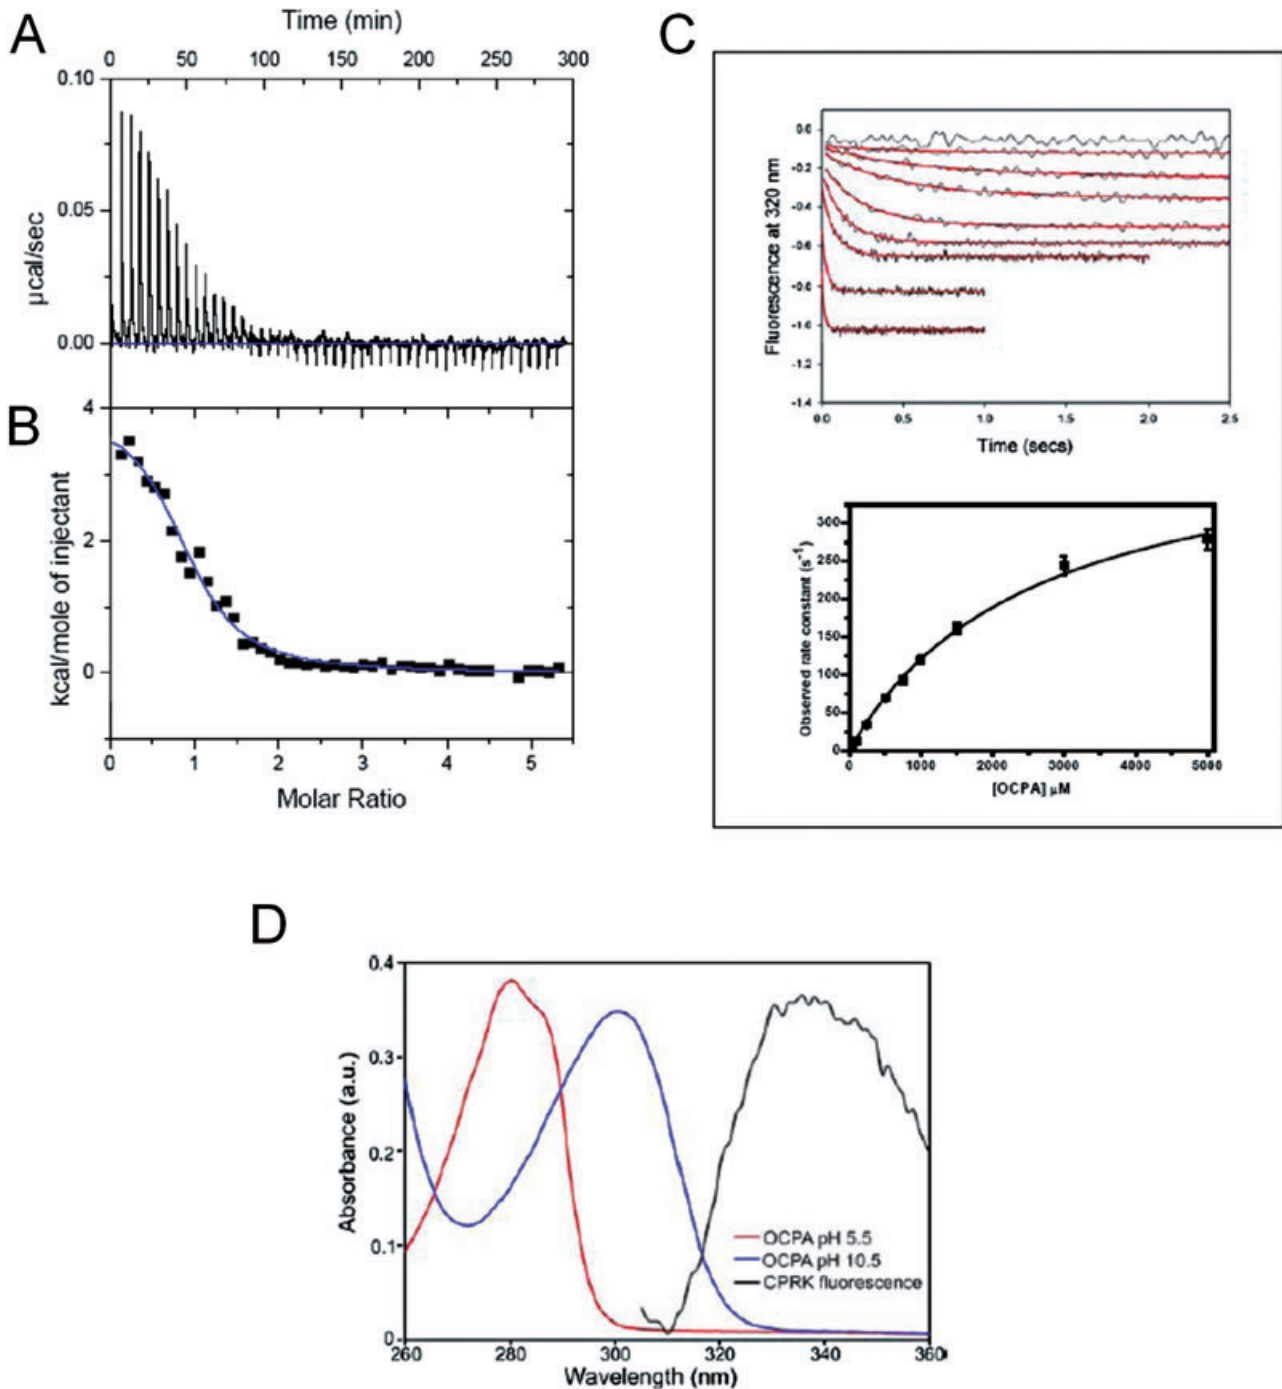 A
Time (min)
0 50 100 150 200 250 300
0.10
0.05
0.00
µcal/sec
B
4
2
0
kcal/mole of injectant
0 1 2 3 4 5
Molar Ratio
C
0.0
-0.2
-0.4
-0.6
-0.8
-1.0
-1.2
-1.4
Fluorescence at 320 nm
0.0 0.5 1.0 1.5 2.0 2.5
Time (secs)
300
250
200
150
100
50
0
Observed rate constant (s⁻¹)
0 1000 2000 3000 4000 5000
[OCPA] µM
D
0.4
0.3
0.2
0.1
0
Absorbance (a.u.)
OCPA pH 5.5
OCPA pH 10.5
CPRK fluorescence
260 280 300 320 340 360
Wavelength (nm)